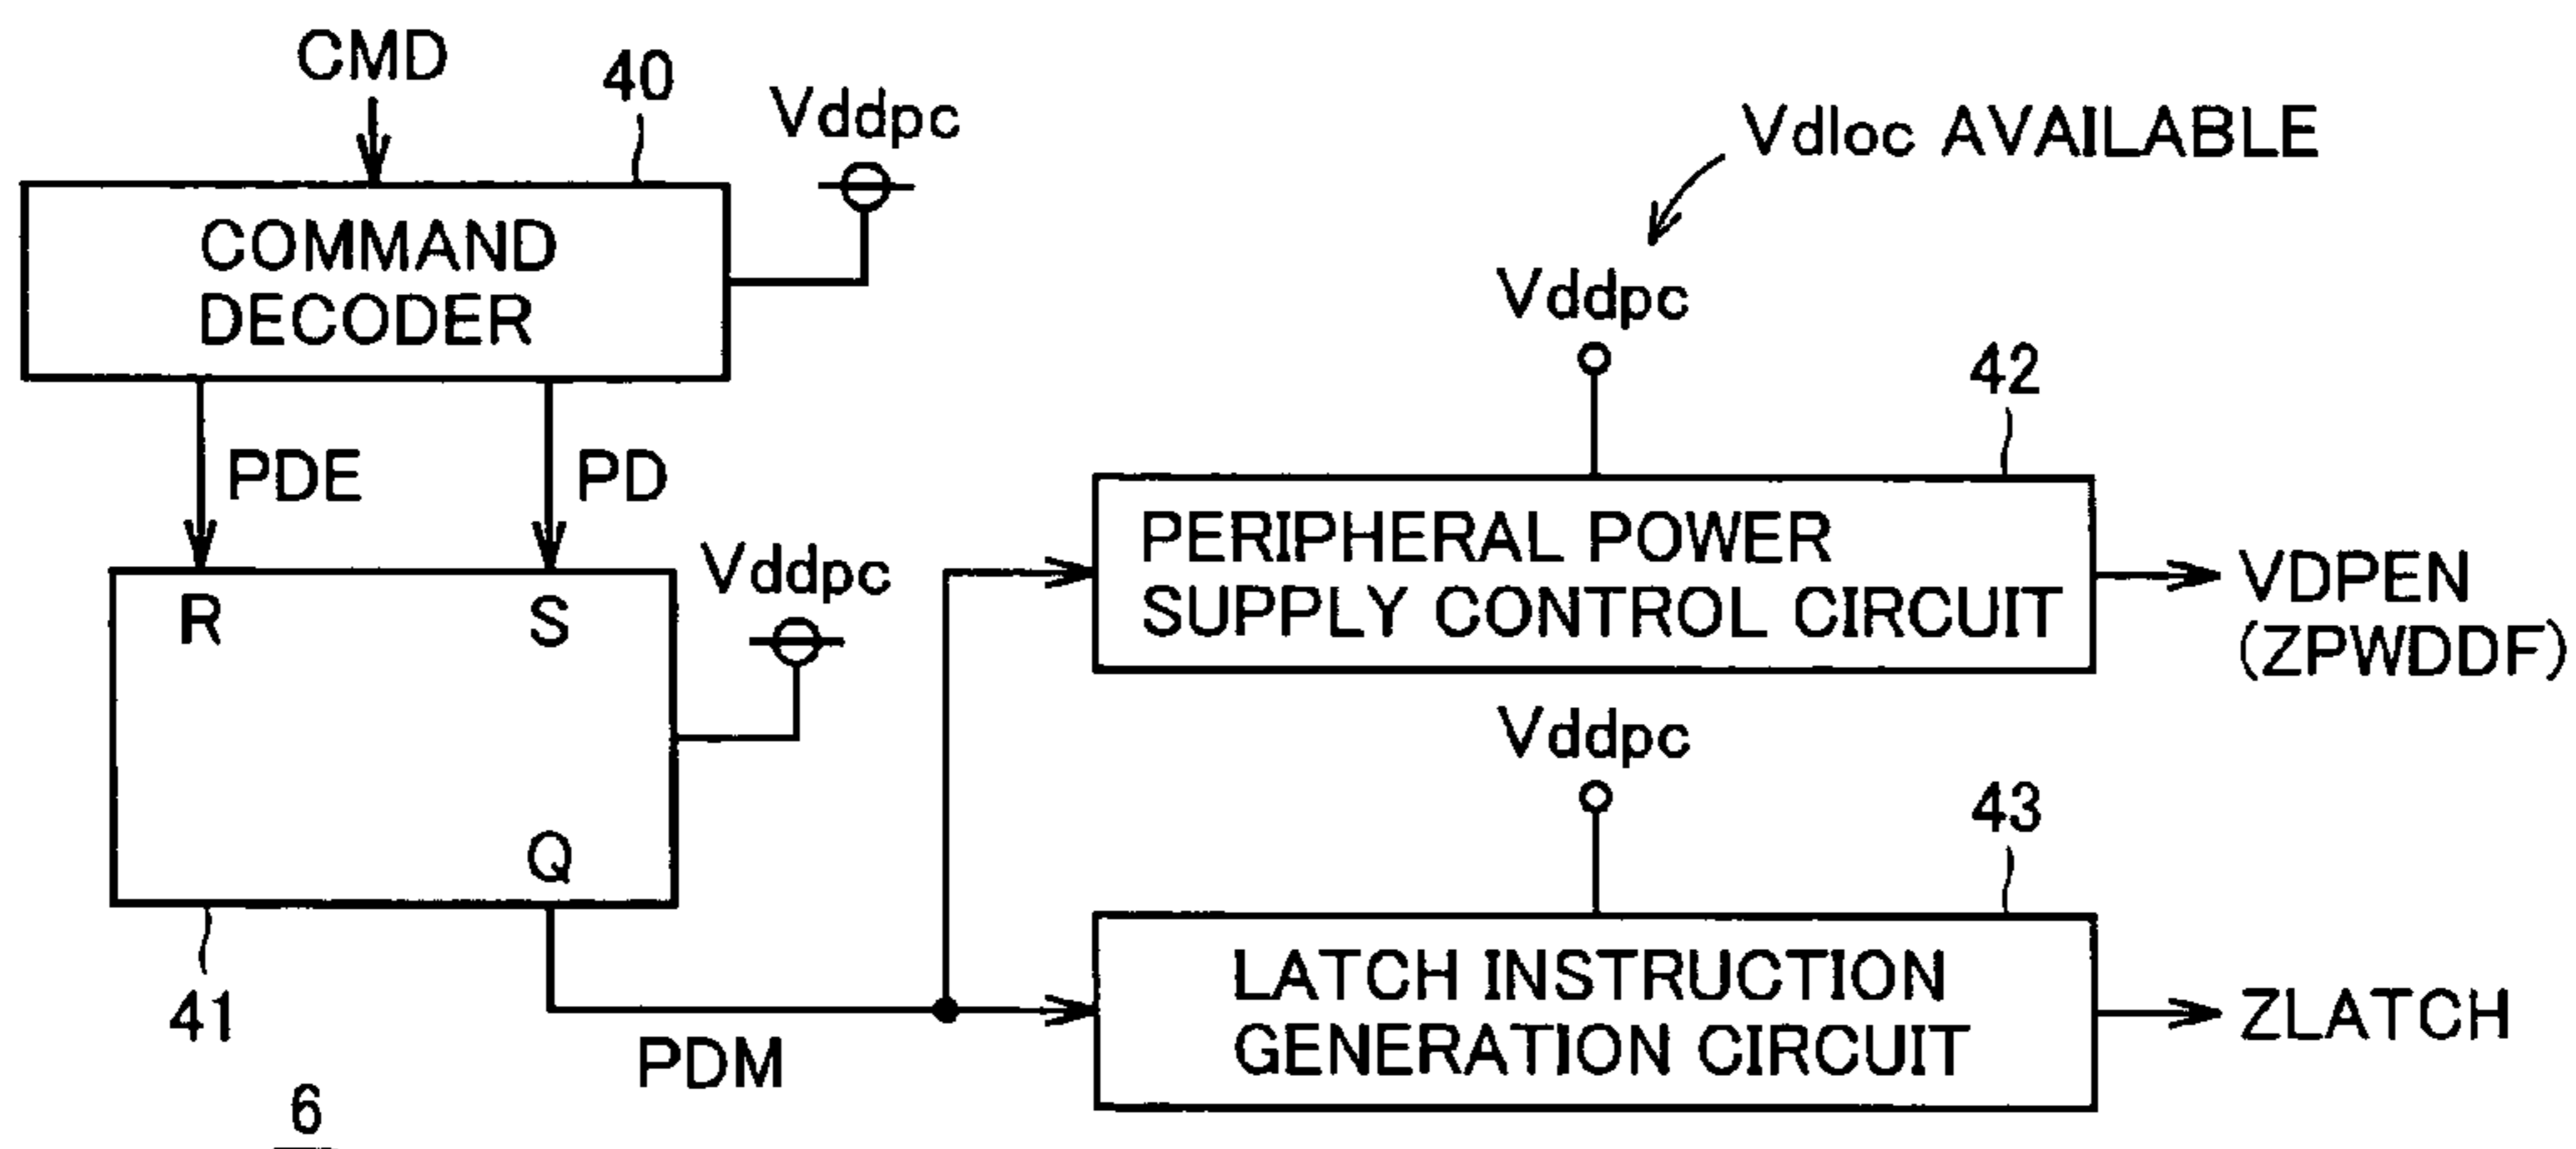 CMD
40
Vddpc
COMMAND
DECODER
Vdloc AVAILABLE
Vddpc
42
PDE
PD
Vddpc
PERIPHERAL POWER
SUPPLY CONTROL CIRCUIT
VDPEN
(ZPWDDF)
R
S
Vddpc
43
Q
LATCH INSTRUCTION
GENERATION CIRCUIT
ZLATCH
41
PDM
6